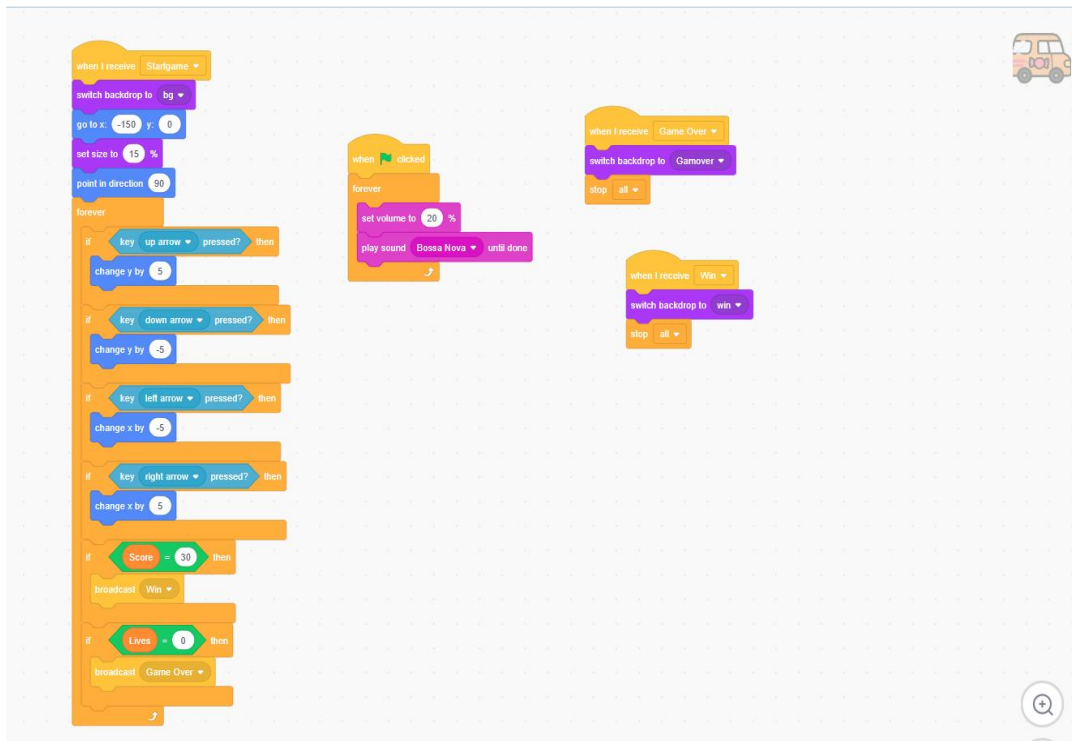 when I receive Startgame
switch backdrop to bg
go to x: -150 y: 0
set size to 15 %
point in direction 90
forever
if key up arrow pressed? then
change y by 5
if key down arrow pressed? then
change y by -5
if key left arrow pressed? then
change x by -5
if key right arrow pressed? then
change x by 5
if Score = 30 then
broadcast Win
if Lives = 0 then
broadcast Game Over
when clicked
forever
set volume to 20 %
play sound Bossa Nova until done
when I receive Game Over
switch backdrop to Gamover
stop all
when I receive Win
switch backdrop to win
stop all